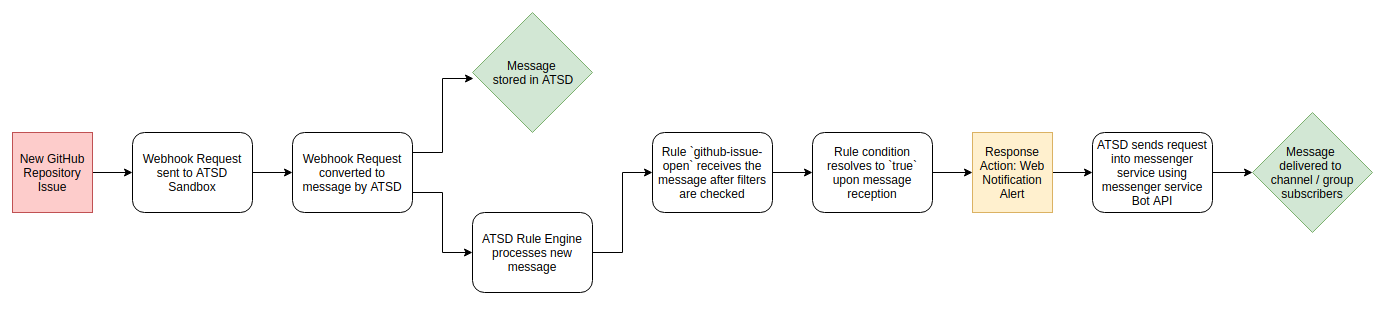 New GitHub
Repository
Issue
Webhook Request
sent to ATSD
Sandbox
Webhook Request
converted to
message by ATSD
Message
stored in ATSD
ATSD Rule Engine
processes new
message
Rule `github-issue-
open` receives the
message after filters
are checked
Rule condition
resolves to `true`
upon message
reception
Response
Action: Web
Notification
Alert
ATSD sends request
into messenger
service using
messenger service
Bot API
Message
delivered to
channel / group
subscribers